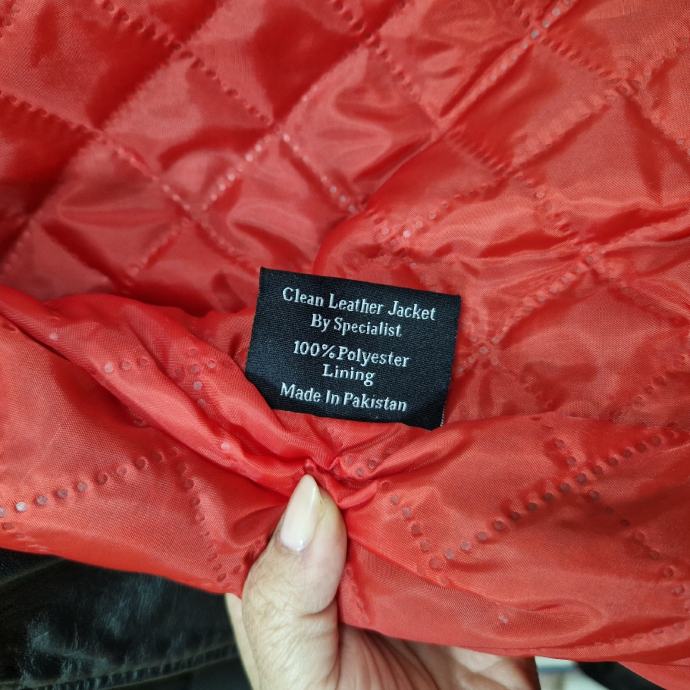 Clean Leather Jacket
By Specialist
100% Polyester
Lining
Made In Pakistan